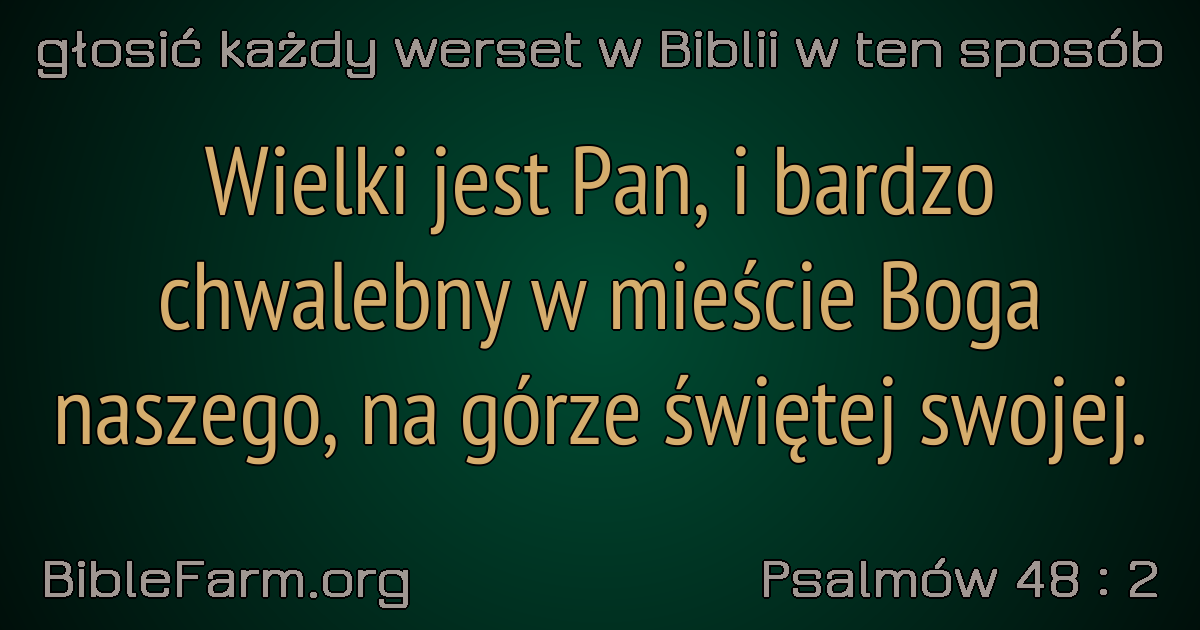 głosić każdy werset w Biblii w ten sposób
Wielki jest Pan, i bardzo
chwalebny w mieście Boga
naszego, na górze świętej swojej.
BibleFarm.org
Psalmów 48 : 2